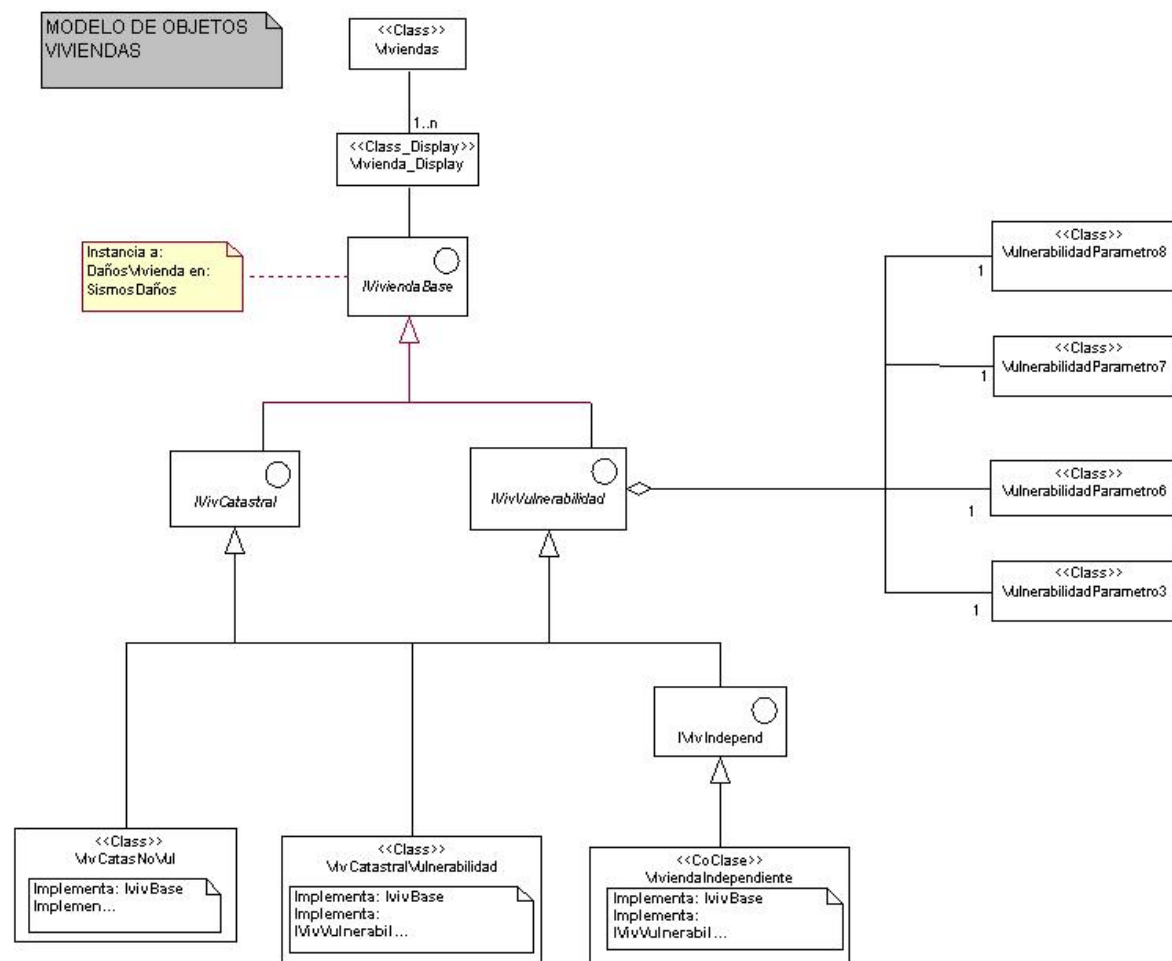 MODELO DE OBJETOS
VIVIENDAS
<<Class>>
Viviendas
1..n
<<Class_Display>>
Vivienda_Display
Instancia a:
DañosVivienda en:
SismosDaños
IViviendaBase
<<Class>>
VulnerabilidadParametro8
1
<<Class>>
VulnerabilidadParametro7
1
IVivCatastral
IVivVulnerabilidad
<<Class>>
VulnerabilidadParametro6
1
<<Class>>
VulnerabilidadParametro3
1
IVivIndepend
<<Class>>
VivCatasNoVul
Implementa: IvivBase
Implemen...
<<Class>>
VivCatastralVulnerabilidad
Implementa: IvivBase
Implementa:
IVivVulnerabil...
<<CoClase>>
ViviendaIndependiente
Implementa: IvivBase
Implementa:
IVivVulnerabil...